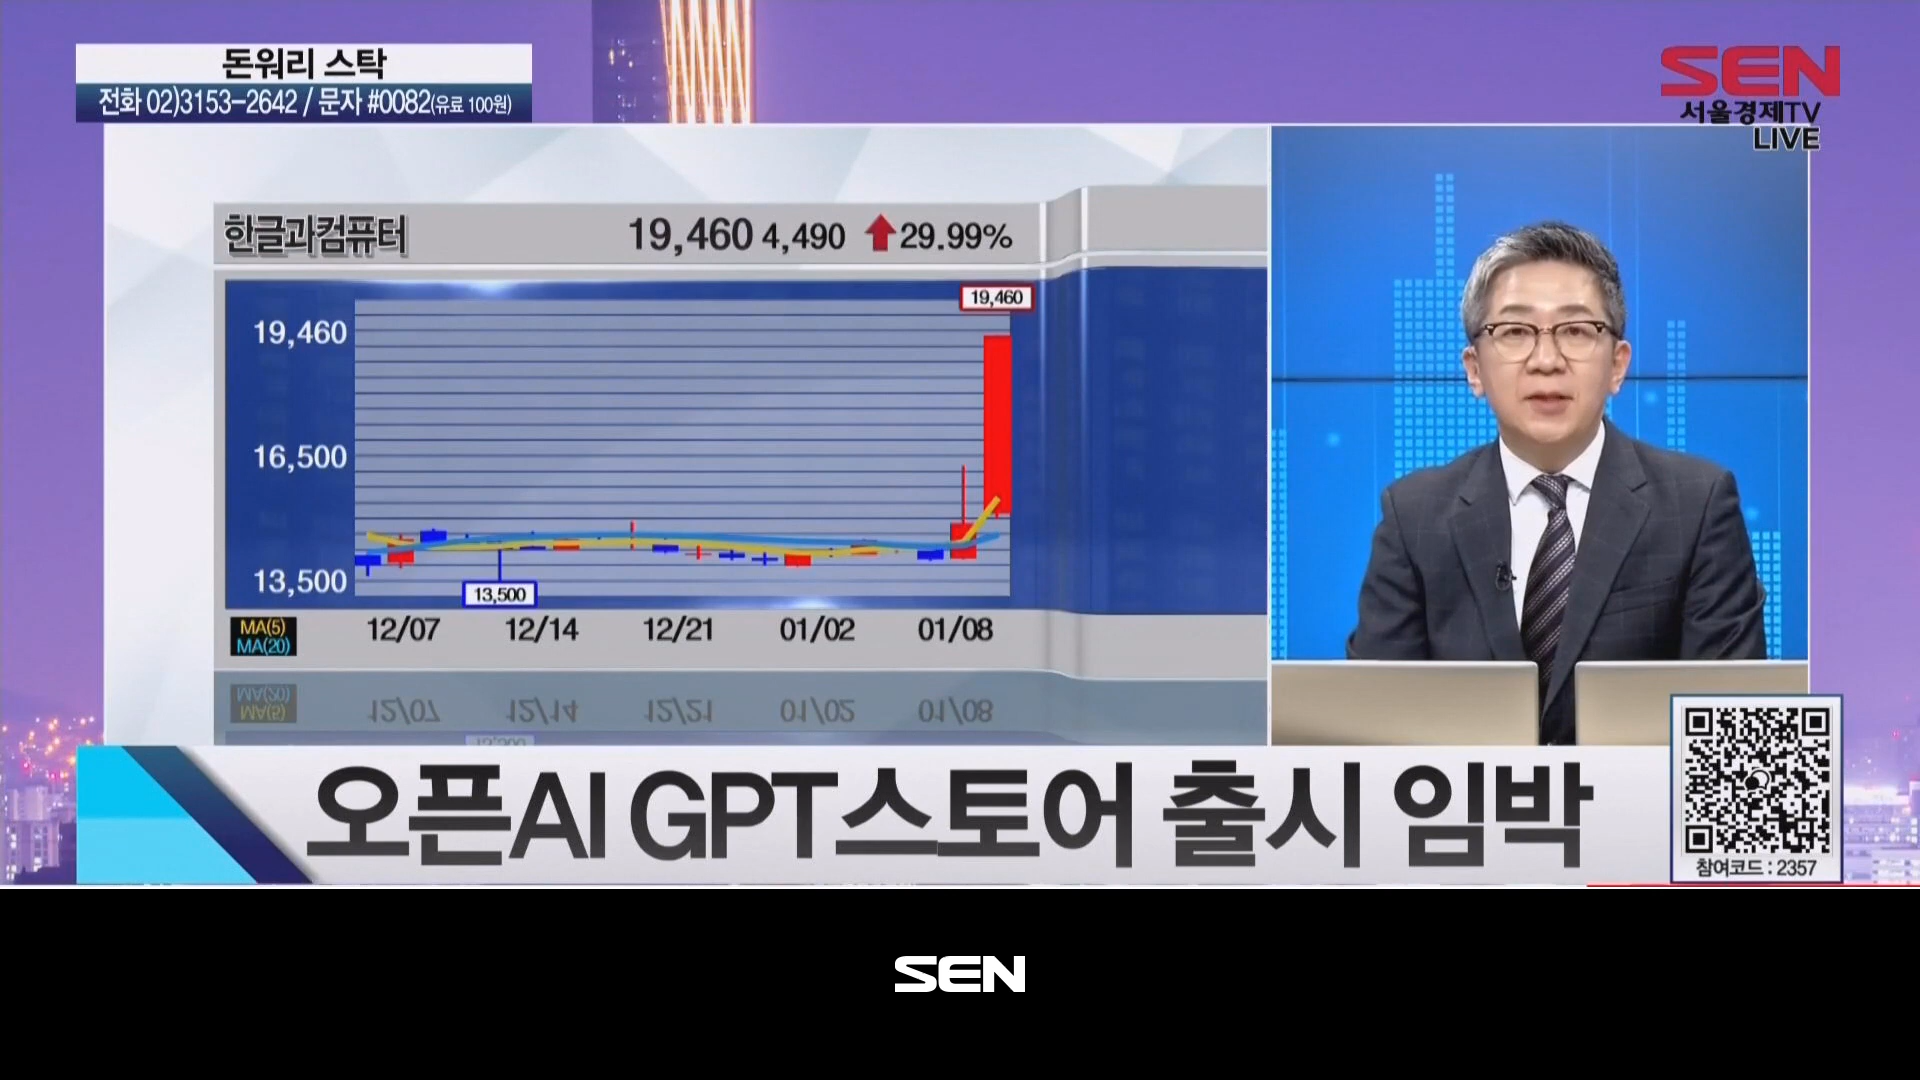 돈워리 스탁
전화 02)3153-2642 / 문자 #0082(유료 100원)
SEN
서울경제TV
LIVE
한글과컴퓨터 19,460 4,490 29.99%
19,460
19,460
16,500
13,500
13,500
MA(5)
MA(20)
12/07 12/14 12/21 01/02 01/08
오픈AI GPT스토어 출시 임박
참여코드 : 2357
SEN